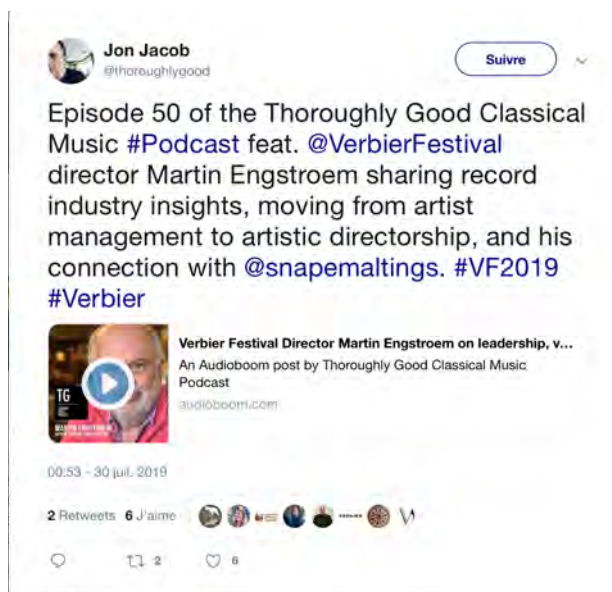 Jon Jacob
@thoroughlygood
Suivre
Episode 50 of the Thoroughly Good Classical
Music #Podcast feat. @VerbierFestival
director Martin Engstroem sharing record
industry insights, moving from artist
management to artistic directorship, and his
connection with @snapemaltings. #VF2019
#Verbier
Verbier Festival Director Martin Engstroem on leadership, v...
An Audioboom post by Thoroughly Good Classical Music
Podcast
audioboom.com
TG
MARTIN ENGSTROEM
00:53 - 30 juil. 2019
2 Retweets 6 J'aime
2 6